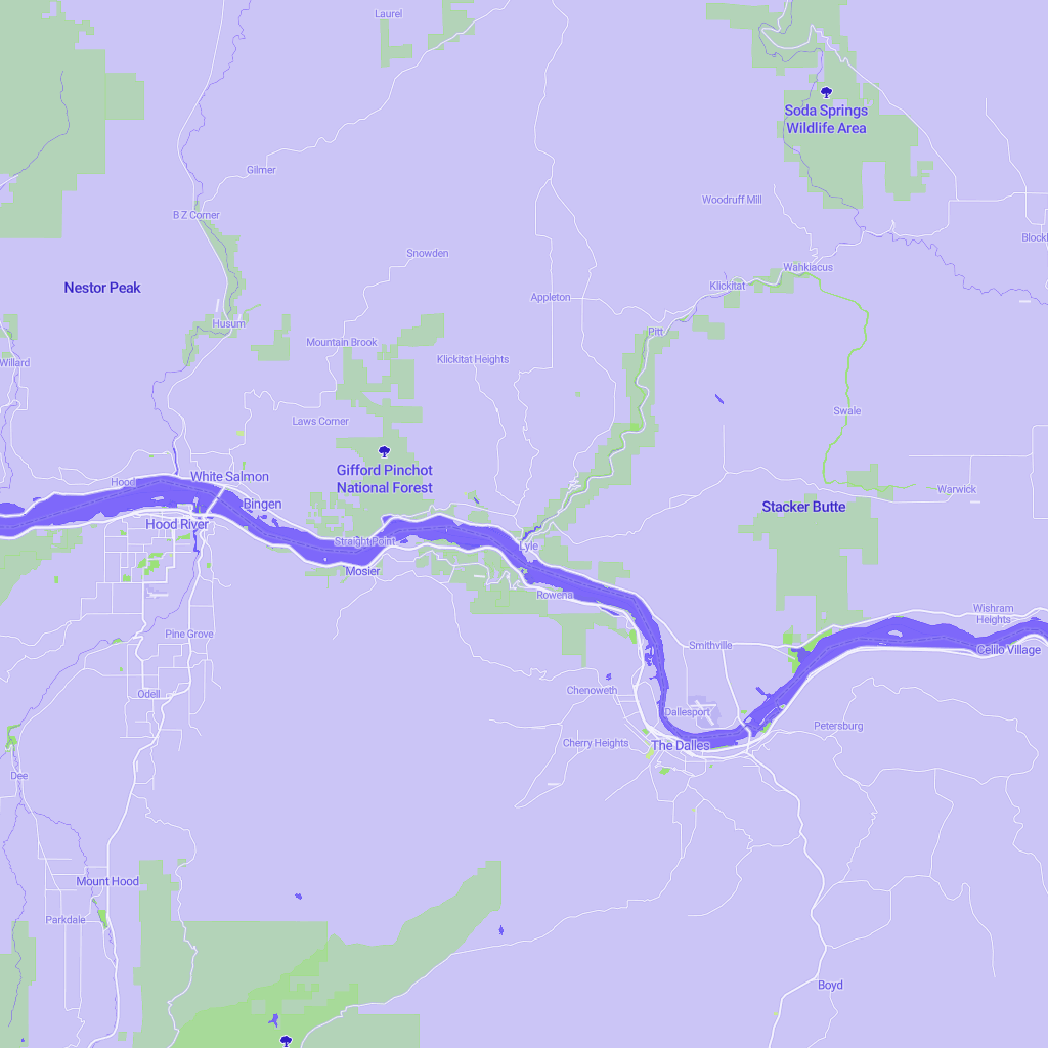 Laurel
Soda Springs
Wildlife Area
Gilmer
Woodruff Mill
B Z Corner
Snowden
Wahkiacus
Nestor Peak
Klickitat
Appleton
Husum
Pitt
Mountain Brook
Klickitat Heights
Willard
Swale
Laws Corner
Gifford Pinchot
National Forest
White Salmon
Hood
Warwick
Bingen
Stacker Butte
Hood River
Straight Point
Lyle
Mosier
Rowena
Wishram
Heights
Pine Grove
Smithville
Celilo Village
Odell
Chenoweth
Dallesport
Petersburg
Cherry Heights
The Dalles
Dee
Mount Hood
Parkdale
Boyd